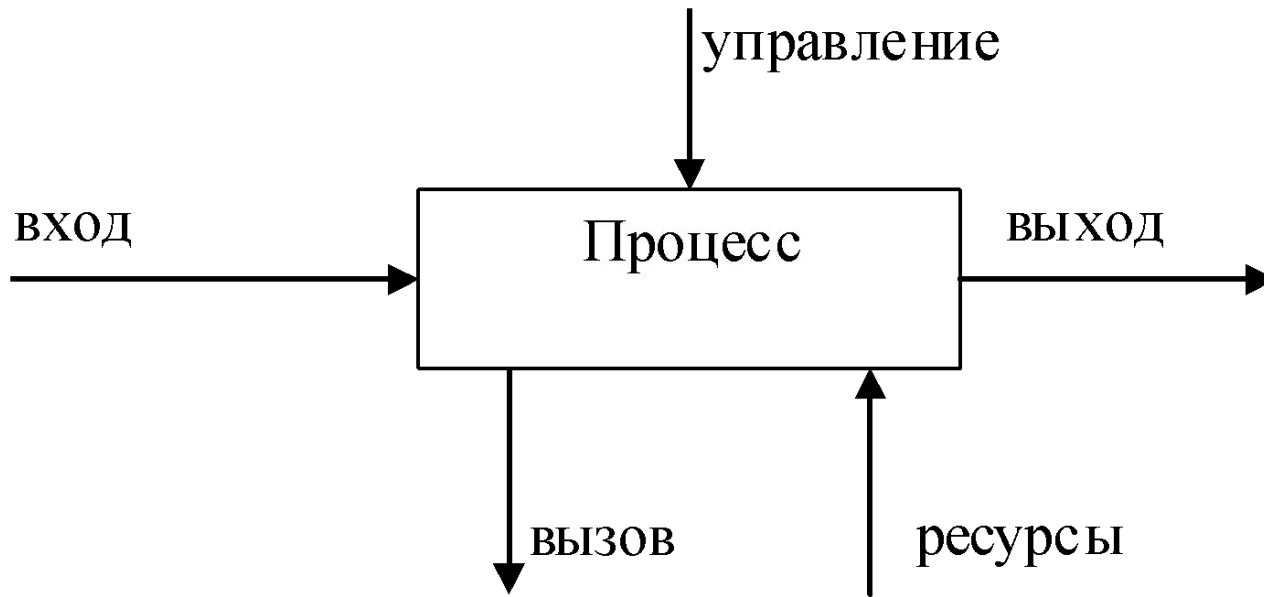 управление
вход
Процесс
выход
вызов
ресурсы